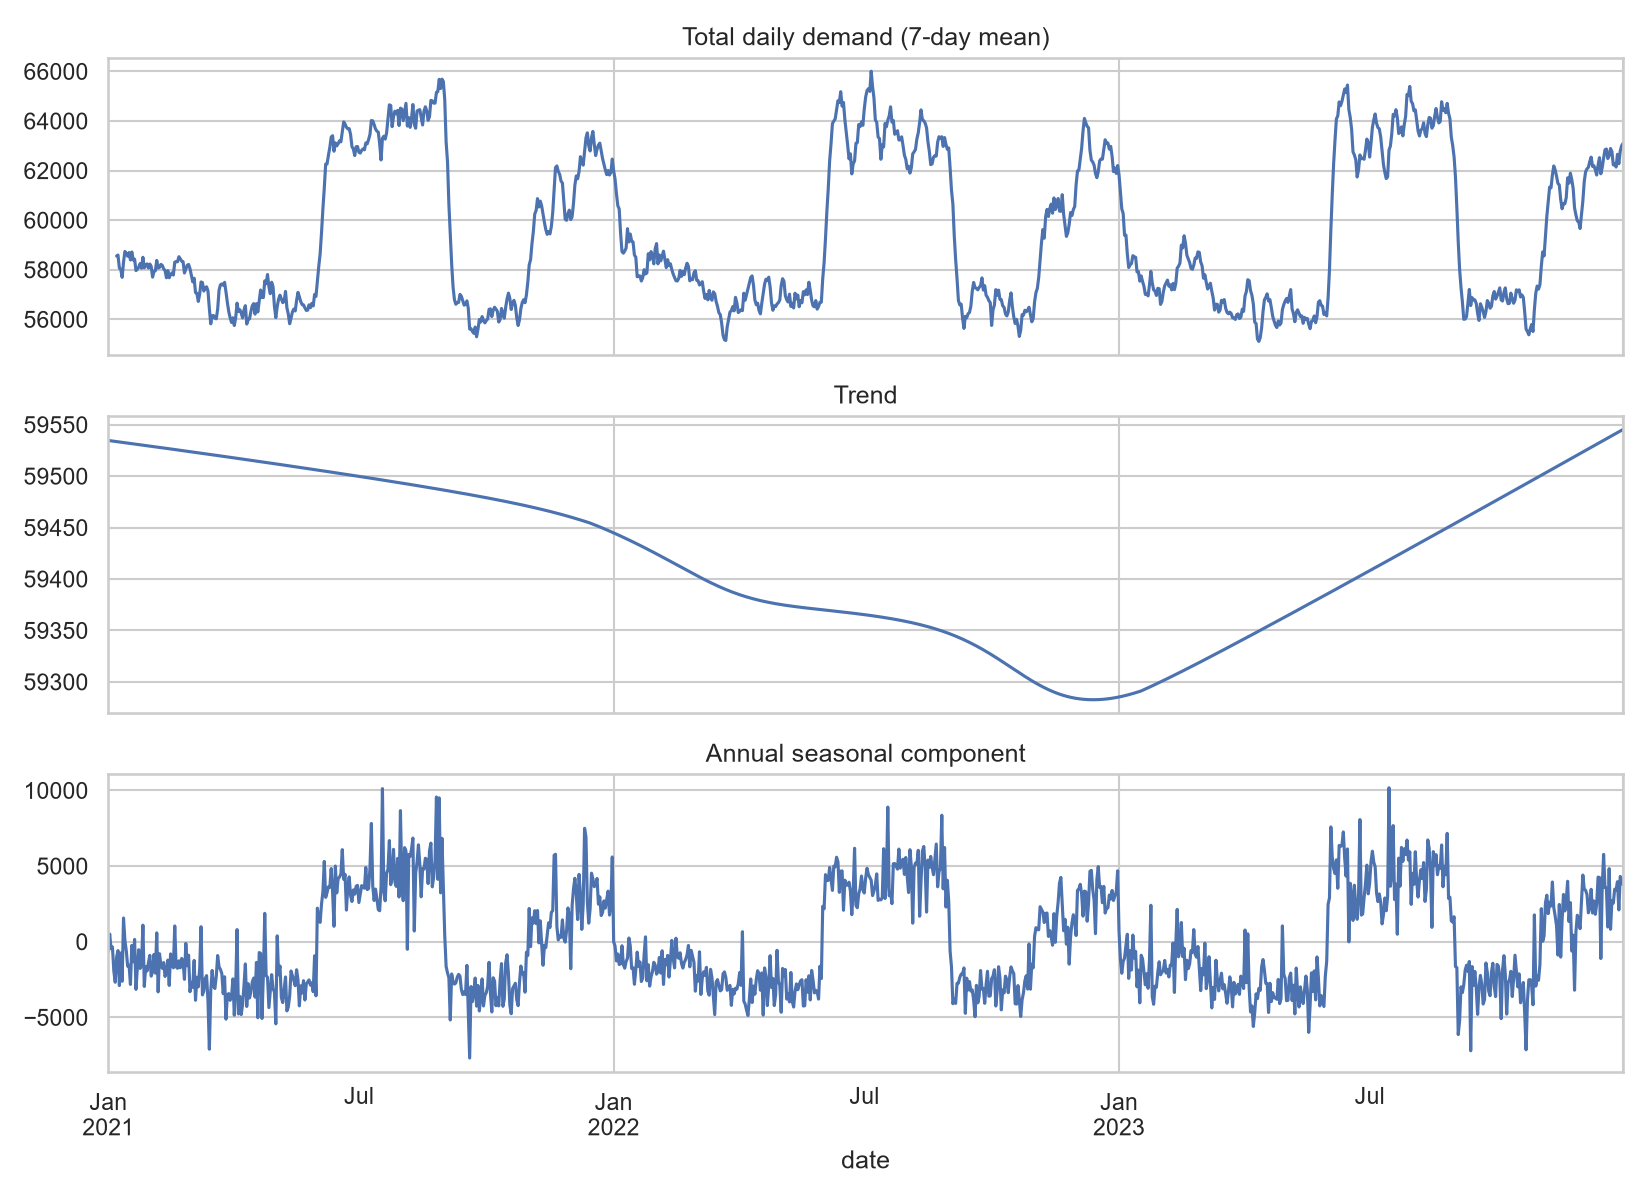 Total daily demand (7-day mean)
66000
64000
62000
60000
58000
56000
Trend
59550
59500
59450
59400
59350
59300
Annual seasonal component
10000
5000
0
−5000
Jan
2021
Jul
Jan
2022
Jul
Jan
2023
Jul
date